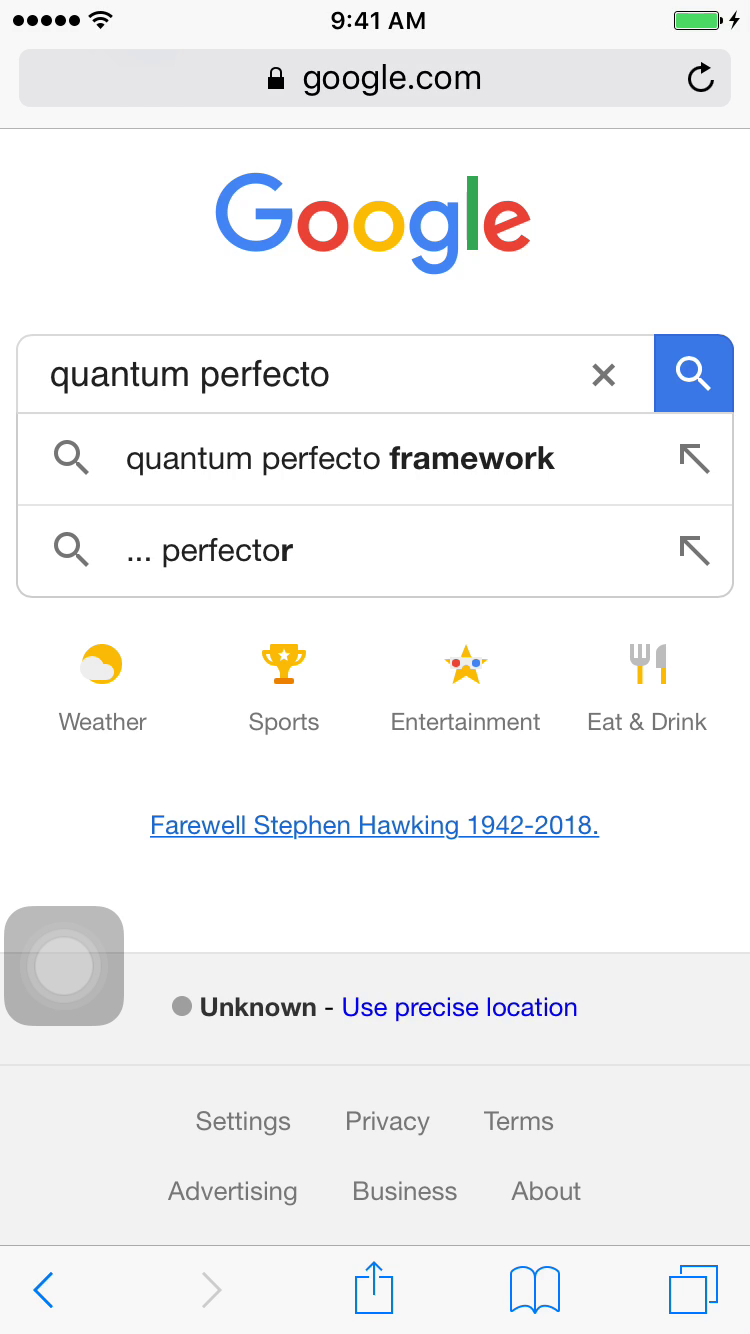 9:41 AM
google.com
Google
quantum perfecto
quantum perfecto framework
... perfector
Weather Sports Entertainment Eat & Drink
Farewell Stephen Hawking 1942-2018.
Unknown - Use precise location
Settings Privacy Terms
Advertising Business About